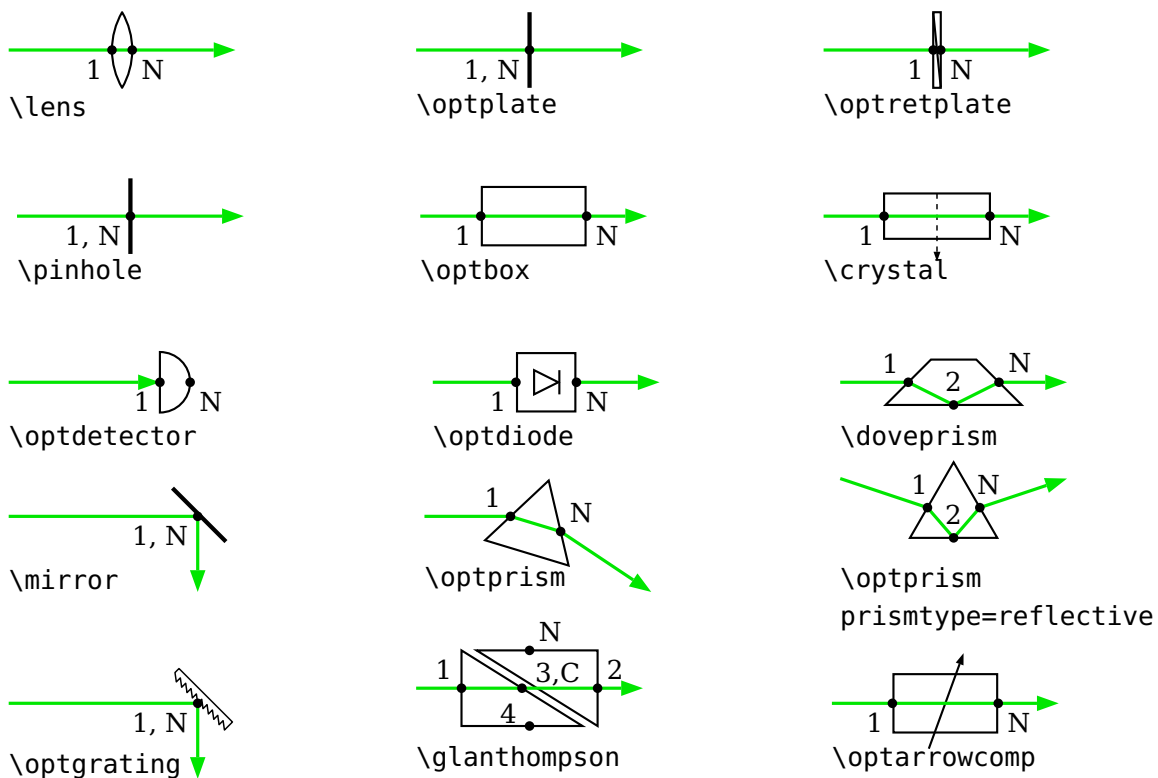 1 N
\lens
1, N
\optplate
1 N
\optretplate
1, N
\pinhole
1 N
\optbox
1 N
\crystal
1 N
\optdetector
1 N
\optdiode
1 2 N
\doveprism
1, N
\mirror
1 N
\optprism
1 2 N
\optprism
prismtype=reflective
1, N
\optgrating
N
1 3,C 2
4
\glanthompson
1 N
\optarrowcomp